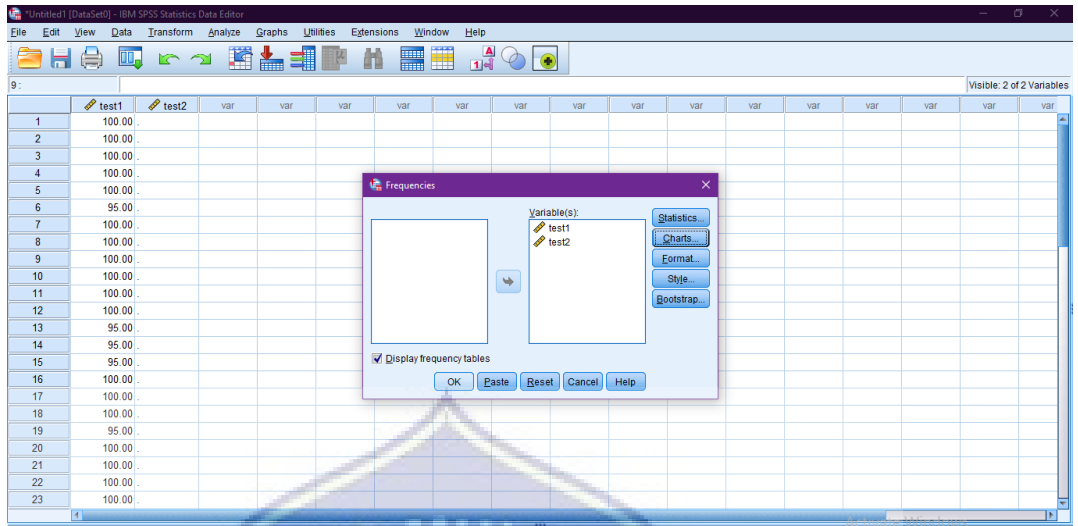 *Untitled1 [DataSet0] - IBM SPSS Statistics Data Editor
File Edit View Data Transform Analyze Graphs Utilities Extensions Window Help
9 :
Visible: 2 of 2 Variables
test1 test2 var var var var var var var var var var var var var var var
1 100.00 .
2 100.00 .
3 100.00 .
4 100.00 .
5 100.00 .
6 95.00 .
7 100.00 .
8 100.00 .
9 100.00 .
10 100.00 .
11 100.00 .
12 100.00 .
13 95.00 .
14 95.00 .
15 95.00 .
16 100.00 .
17 100.00 .
18 100.00 .
19 95.00 .
20 100.00 .
21 100.00 .
22 100.00 .
23 100.00 .
Frequencies
Variable(s):
test1
test2
Statistics...
Charts...
Format...
Style...
Bootstrap...
Display frequency tables
OK Paste Reset Cancel Help